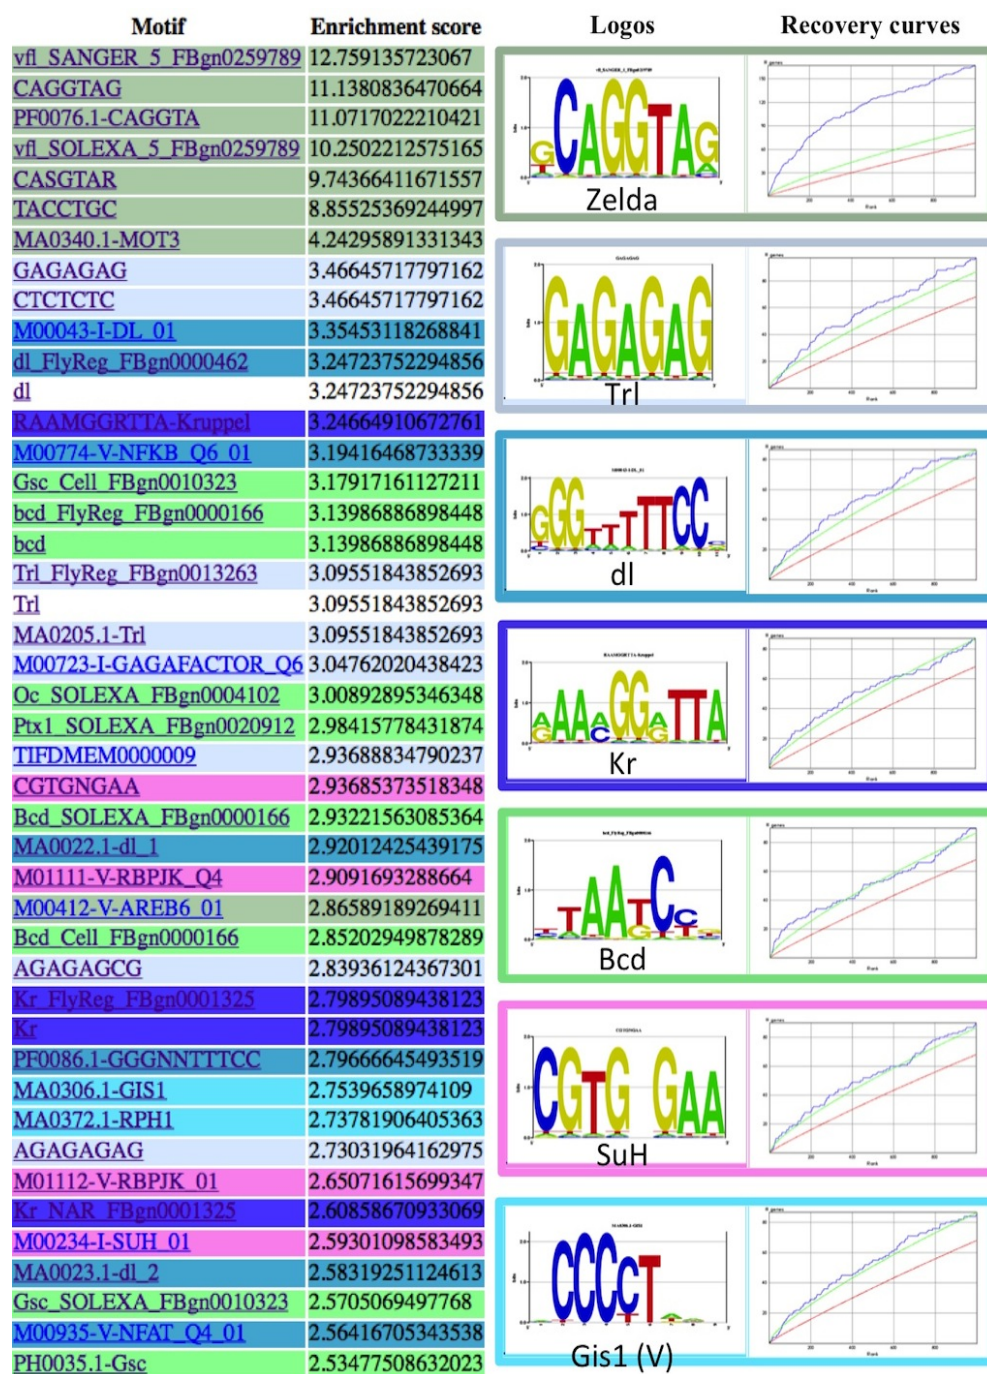 Motif Enrichment score Logos Recovery curves
vfl_SANGER_5_FBgn0259789 12.759135723067
CAGGTAG 11.1380836470664
PF0076.1-CAGGTA 11.0717022210421
vfl_SOLEXA_5_FBgn0259789 10.2502212575165
CASGTAR 9.74366411671557
TACCTGC 8.85525369244997
MA0340.1-MOT3 4.24295891331343
GAGAGAG 3.46645717797162
CTCTCTC 3.46645717797162
M00043-I-DL_01 3.35453118268841
dl_FlyReg_FBgn0000462 3.24723752294856
dl 3.24723752294856
RAAMGGRTTA-Kruppel 3.24664910672761
M00774-V-NFKB_Q6_01 3.19416468733339
Gsc_Cell_FBgn0010323 3.17917161127211
bcd_FlyReg_FBgn0000166 3.13986886898448
bcd 3.13986886898448
Trl_FlyReg_FBgn0013263 3.09551843852693
Trl 3.09551843852693
MA0205.1-Trl 3.09551843852693
M00723-I-GAGAFACTOR_Q6 3.04762020438423
Oc_SOLEXA_FBgn0004102 3.00892895346348
Ptx1_SOLEXA_FBgn0020912 2.98415778431874
TIFDMEM0000009 2.93688834790237
CGTGNGAA 2.93685373518348
Bcd_SOLEXA_FBgn0000166 2.93221563085364
MA0022.1-dl_1 2.92012425439175
M01111-V-RBPJK_Q4 2.9091693288664
M00412-V-AREB6_01 2.86589189269411
Bcd_Cell_FBgn0000166 2.85202949878289
AGAGAGCG 2.83936124367301
Kr_FlyReg_FBgn0001325 2.79895089438123
Kr 2.79895089438123
PF0086.1-GGGNNTTTCC 2.79666645493519
MA0306.1-GIS1 2.7539658974109
MA0372.1-RPH1 2.73781906405363
AGAGAGAG 2.73031964162975
M01112-V-RBPJK_01 2.65071615699347
Kr_NAR_FBgn0001325 2.60858670933069
M00234-I-SUH_01 2.59301098583493
MA0023.1-dl_2 2.58319251124613
Gsc_SOLEXA_FBgn0010323 2.5705069497768
M00935-V-NFAT_Q4_01 2.56416705343538
PH0035.1-Gsc 2.53477508632023
Zelda
GAGAGAG
Trl
dl
Kr
Bcd
CGTG GAA
SuH
Gis1 (V)